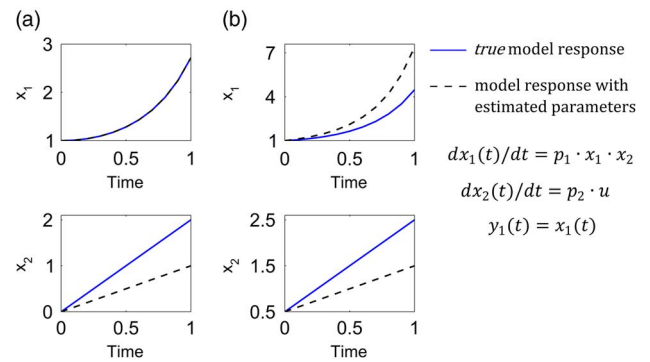 (a)
3
2
1
x₁
0 0.5 1
Time
2
1
0
x₂
0 0.5 1
Time
(b)
7
4
1
x₁
0 0.5 1
Time
2.5
1.5
0.5
x₂
0 0.5 1
Time
true model response
model response with
estimated parameters
dx₁(t)/dt = p₁ · x₁ · x₂
dx₂(t)/dt = p₂ · u
y₁(t) = x₁(t)